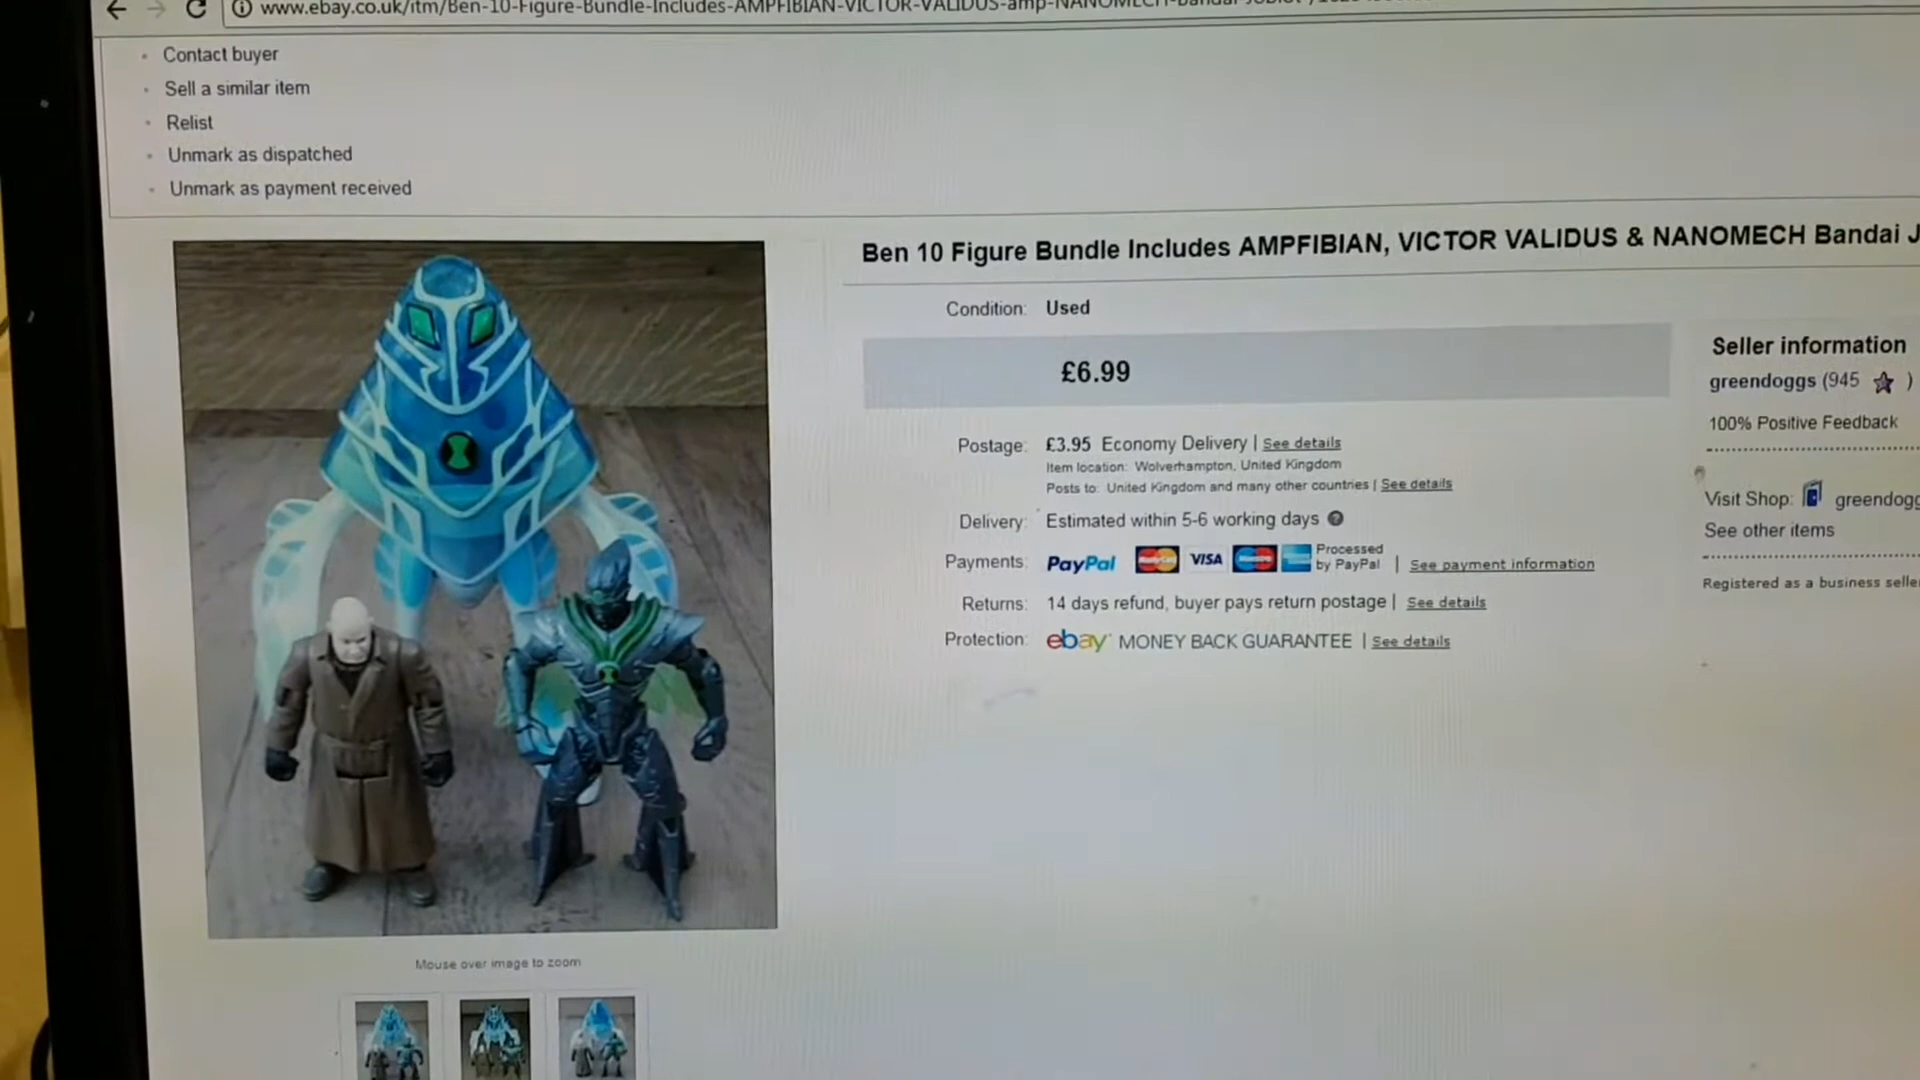 www.ebay.co.uk/itm/Ben-10-Figure-Bundle-Includes-AMPFIBIAN-VICTOR-VALIDUS-amp-NANOMECH-Bandai-
Contact buyer
Sell a similar item
Relist
Unmark as dispatched
Unmark as payment received
Ben 10 Figure Bundle Includes AMPFIBIAN, VICTOR VALIDUS & NANOMECH Bandai J
Condition: Used
£6.99
Postage: £3.95 Economy Delivery | See details
Item location: Wolverhampton, United Kingdom
Posts to: United Kingdom and many other countries | See details
Delivery: Estimated within 5-6 working days
Payments: PayPal MasterCard VISA Maestro Processed by PayPal | See payment information
Returns: 14 days refund, buyer pays return postage | See details
Protection: ebay MONEY BACK GUARANTEE | See details
Seller information
greendoggs (945 )
100% Positive Feedback
Visit Shop: greendogg
See other items
Registered as a business selle
Mouse over image to zoom